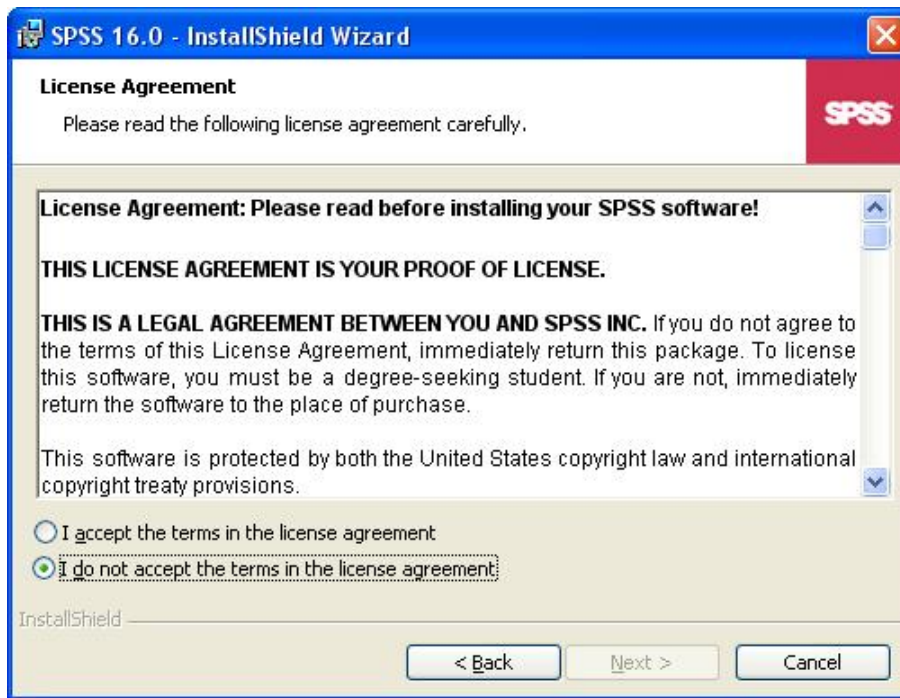 SPSS 16.0 - InstallShield Wizard
License Agreement
Please read the following license agreement carefully.
SPSS
License Agreement: Please read before installing your SPSS software!
THIS LICENSE AGREEMENT IS YOUR PROOF OF LICENSE.
THIS IS A LEGAL AGREEMENT BETWEEN YOU AND SPSS INC. If you do not agree to
the terms of this License Agreement, immediately return this package. To license
this software, you must be a degree-seeking student. If you are not, immediately
return the software to the place of purchase.
This software is protected by both the United States copyright law and international
copyright treaty provisions.
I accept the terms in the license agreement
I do not accept the terms in the license agreement
InstallShield
< Back
Next >
Cancel